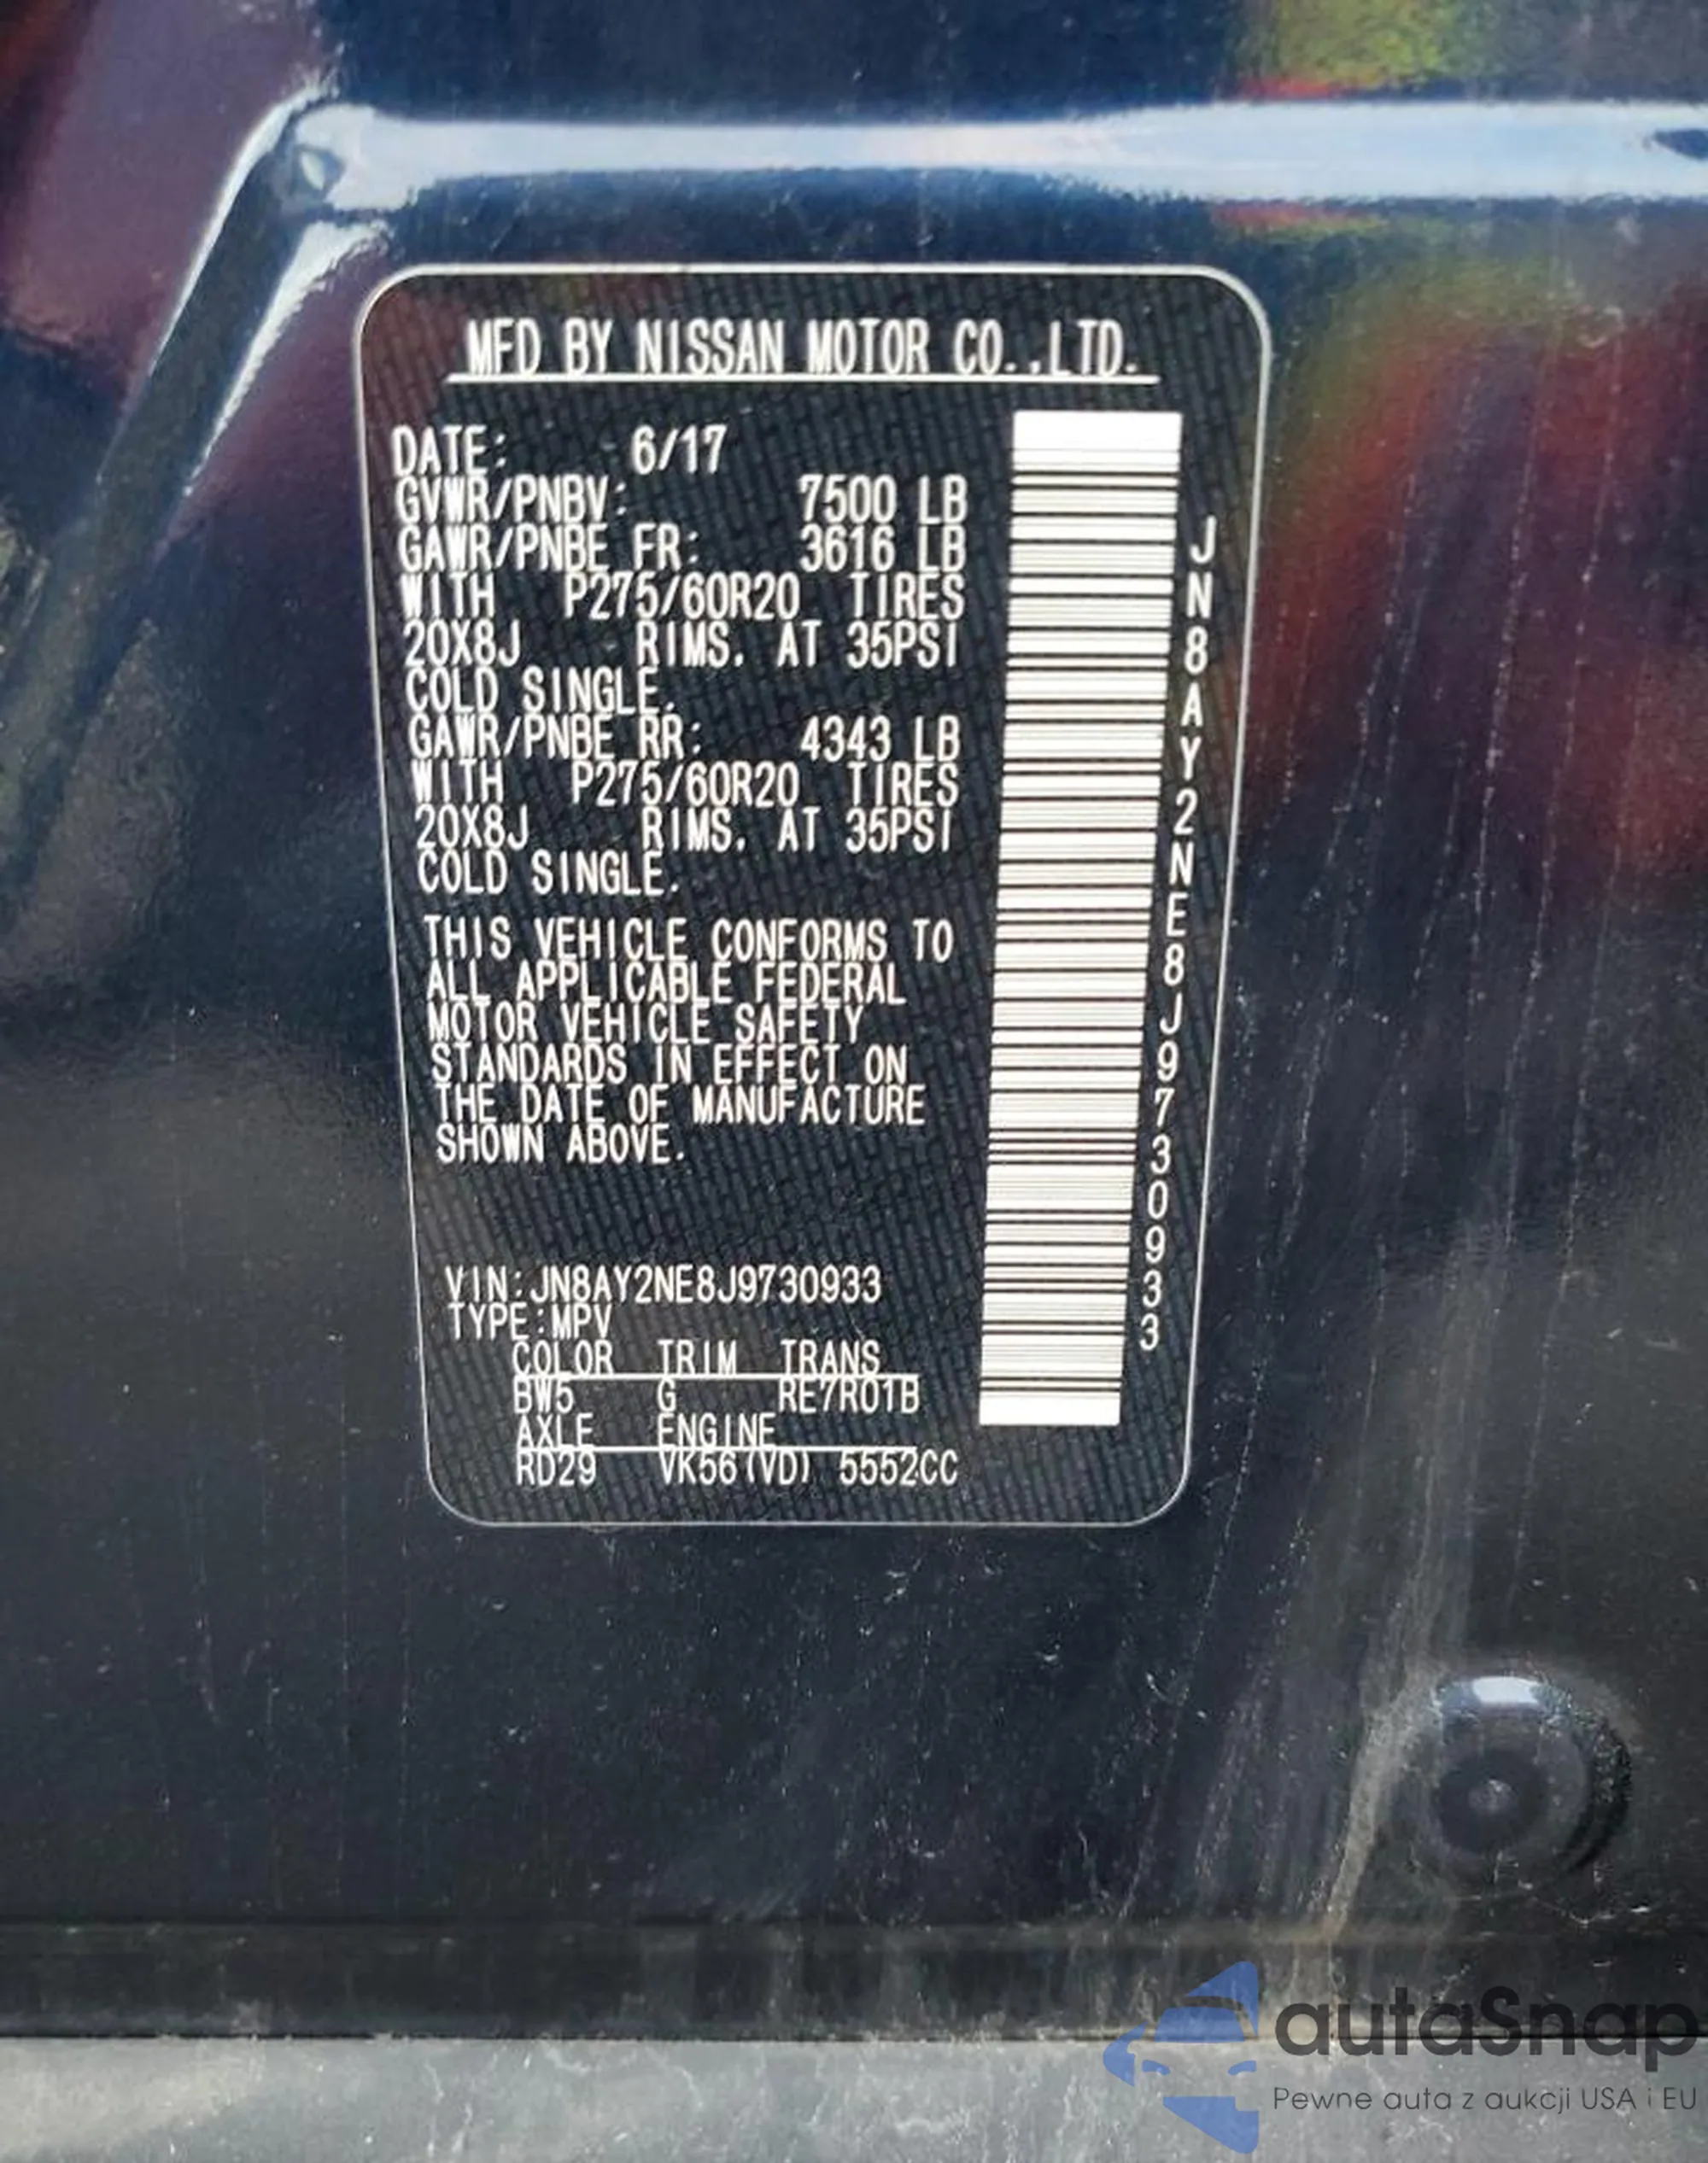 MFD BY NISSAN MOTOR CO.,LTD.
DATE: 6/17
GVWR/PNBV: 7500 LB
GAWR/PNBE FR: 3616 LB
WITH P275/60R20 TIRES
20X8J RIMS. AT 35PSI
COLD SINGLE.
GAWR/PNBE RR: 4343 LB
WITH P275/60R20 TIRES
20X8J RIMS. AT 35PSI
COLD SINGLE.
THIS VEHICLE CONFORMS TO
ALL APPLICABLE FEDERAL
MOTOR VEHICLE SAFETY
STANDARDS IN EFFECT ON
THE DATE OF MANUFACTURE
SHOWN ABOVE.
VIN:JN8AY2NE8J9730933
TYPE:MPV
COLOR TRIM TRANS
BW5 G RE7R01B
AXLE ENGINE
RD29 VK56(VD) 5552CC
JN8AY2NE8J9730933
autaSnap
Pewne auta z aukcji USA i EU